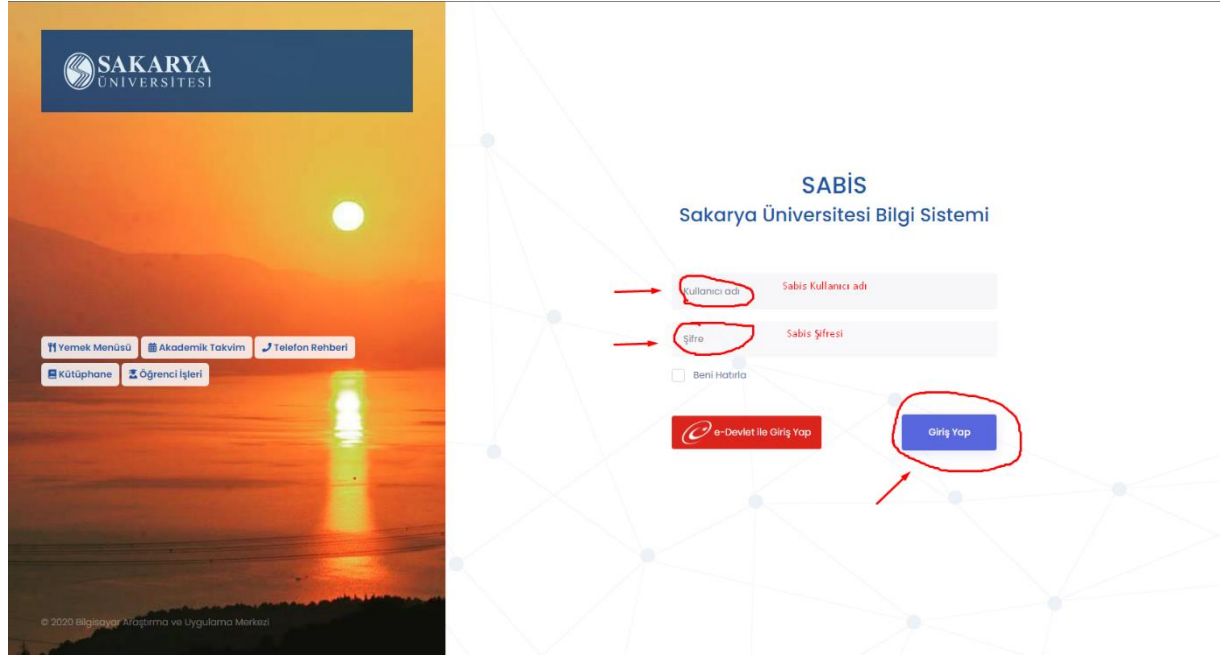 SAKARYA
ÜNİVERSİTESİ
Yemek Menüsü
Akademik Takvim
Telefon Rehberi
Kütüphane
Öğrenci İşleri
© 2020 Bilgisayar Araştırma ve Uygulama Merkezi
SABİS
Sakarya Üniversitesi Bilgi Sistemi
Kullanıcı adı
Sabis Kullanıcı adı
Şifre
Sabis Şifresi
Beni Hatırla
e-Devlet ile Giriş Yap
Giriş Yap